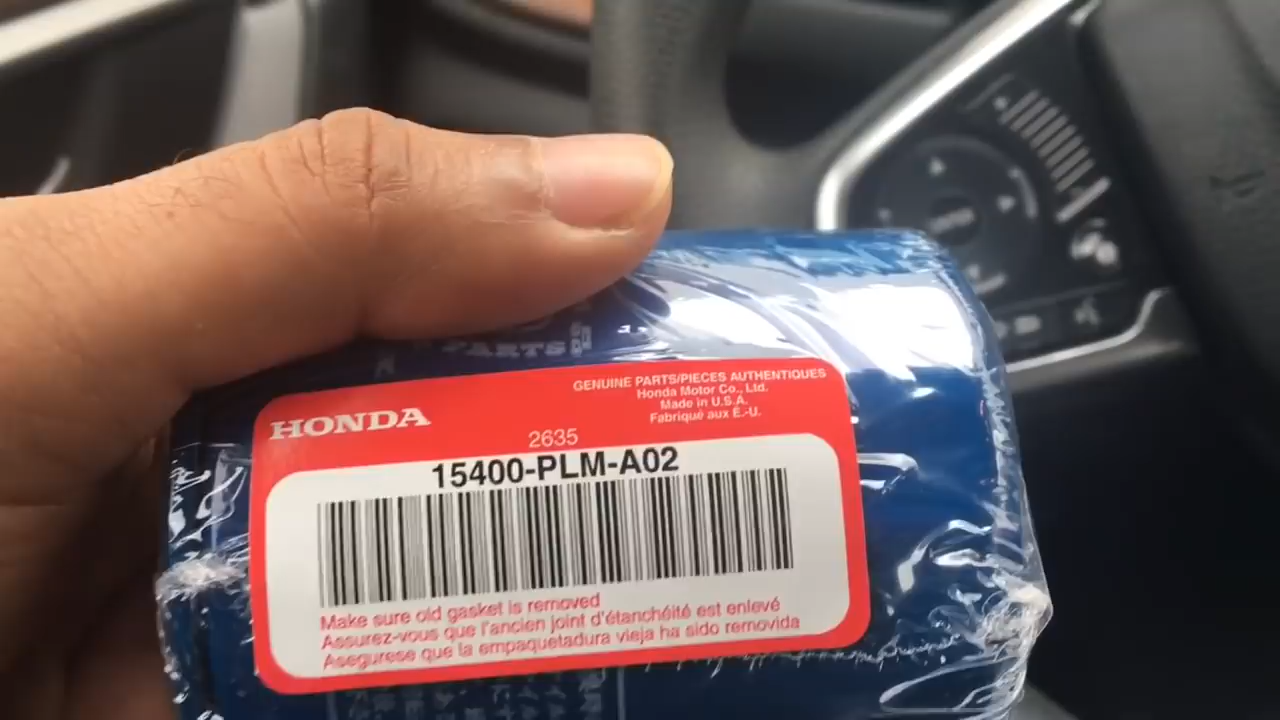 PARTS
GENUINE PARTS/PIECES AUTHENTIQUES
Honda Motor Co., Ltd.
Made in U.S.A.
Fabriqué aux É.-U.
HONDA
2635
15400-PLM-A02
Make sure old gasket is removed
Assurez-vous que l'ancien joint d'étanchéité est enlevé
Asegurese que la empaquetadura vieja ha sido removida